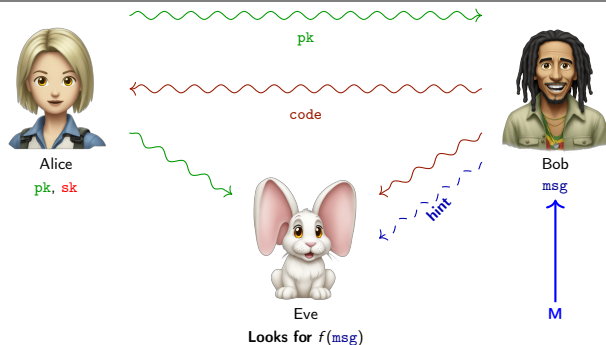 pk
code
Alice
Bob
pk, sk
msg
hint
Eve
M
Looks for f(msg)